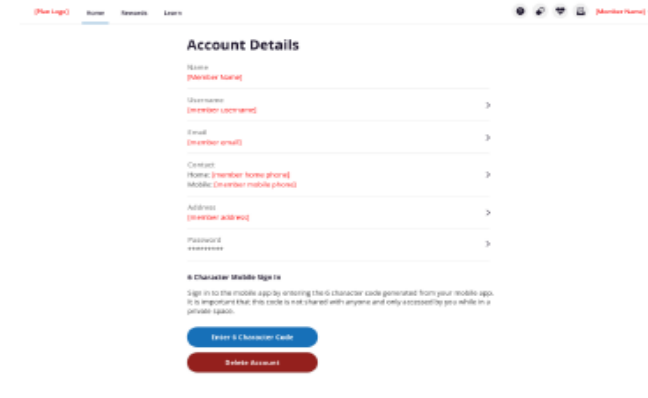 [Plan Logo] Home Rewards Learn [Member Name]
Account Details
Name
[Member Name]
Username
[member username]
Email
[member email]
Contact
Home: [member home phone]
Mobile: [member mobile phone]
Address
[member address]
Password
*********
6 Character Mobile Sign In
Sign in to the mobile app by entering the 6 character code generated from your mobile app.
It is important that this code is not shared with anyone and only accessed by you while in a
private space.
Enter 6 Character Code
Delete Account